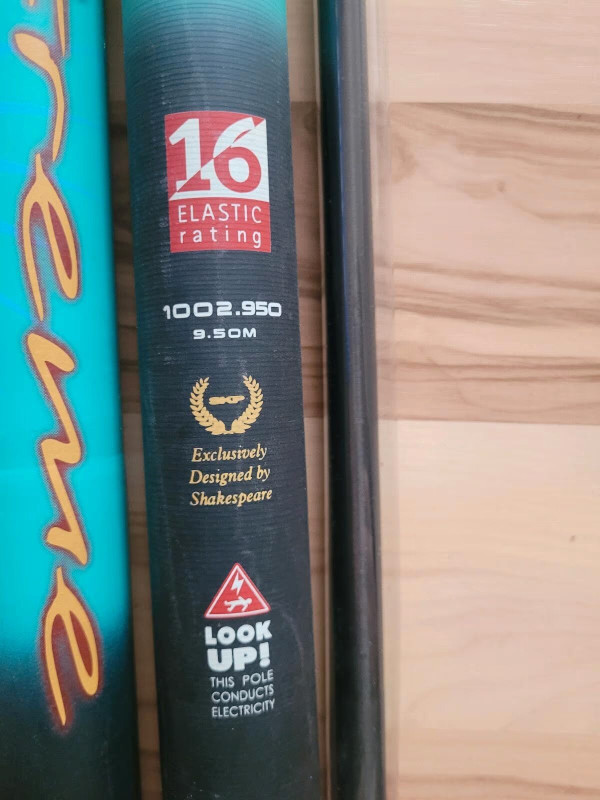 reme
16
ELASTIC
rating
1002.950
9.50M
Exclusively
Designed by
Shakespeare
LOOK
UP!
THIS POLE
CONDUCTS
ELECTRICITY